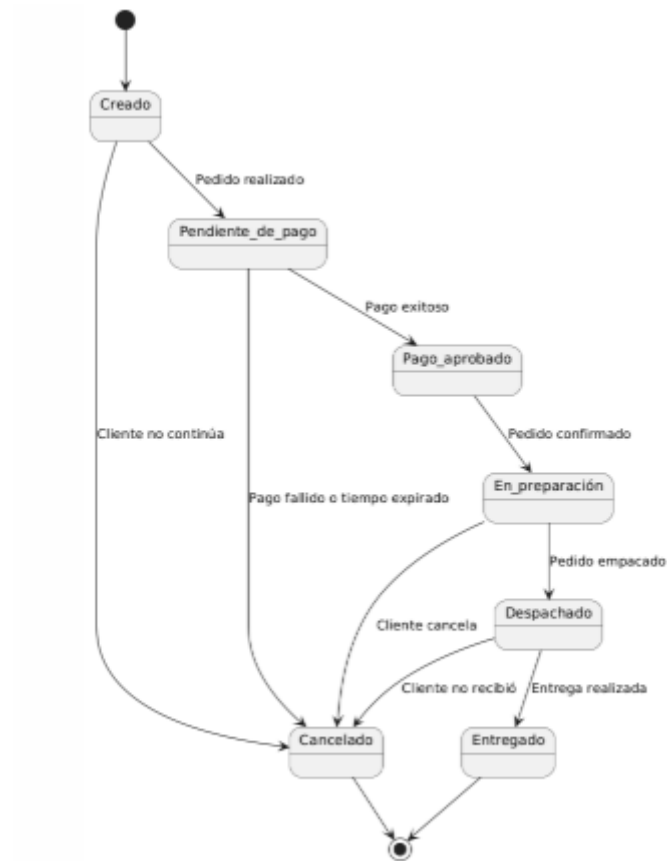 Creado
Pedido realizado
Pendiente_de_pago
Pago exitoso
Pago_aprobado
Cliente no continúa
Pedido confirmado
En_preparación
Pago fallido o tiempo expirado
Pedido empacado
Despachado
Cliente cancela
Cliente no recibió
Entrega realizada
Cancelado
Entregado